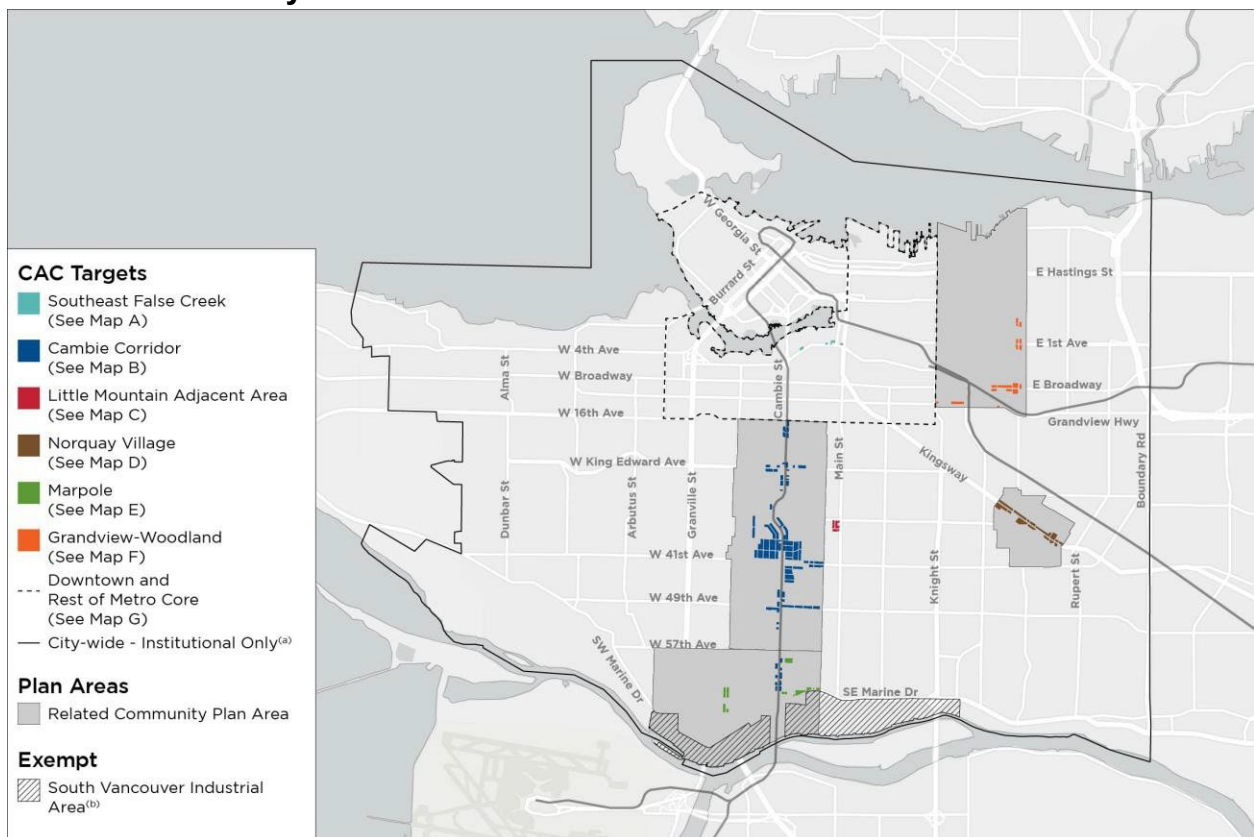 CAC Targets
Southeast False Creek
(See Map A)
Cambie Corridor
(See Map B)
Little Mountain Adjacent Area
(See Map C)
Norquay Village
(See Map D)
Marpole
(See Map E)
Grandview-Woodland
(See Map F)
Downtown and
Rest of Metro Core
(See Map G)
City-wide - Institutional Only(a)
Plan Areas
Related Community Plan Area
Exempt
South Vancouver Industrial
Area(b)
W Georgia St
Burrard St
E Hastings St
W 4th Ave
E 1st Ave
Alma St
W Broadway
Cambie St
E Broadway
W 16th Ave
Grandview Hwy
W King Edward Ave
Main St
Kingsway
Boundary Rd
Dunbar St
Arbutus St
Granville St
W 41st Ave
Knight St
Rupert St
W 49th Ave
W 57th Ave
SW Marine Dr
SE Marine Dr